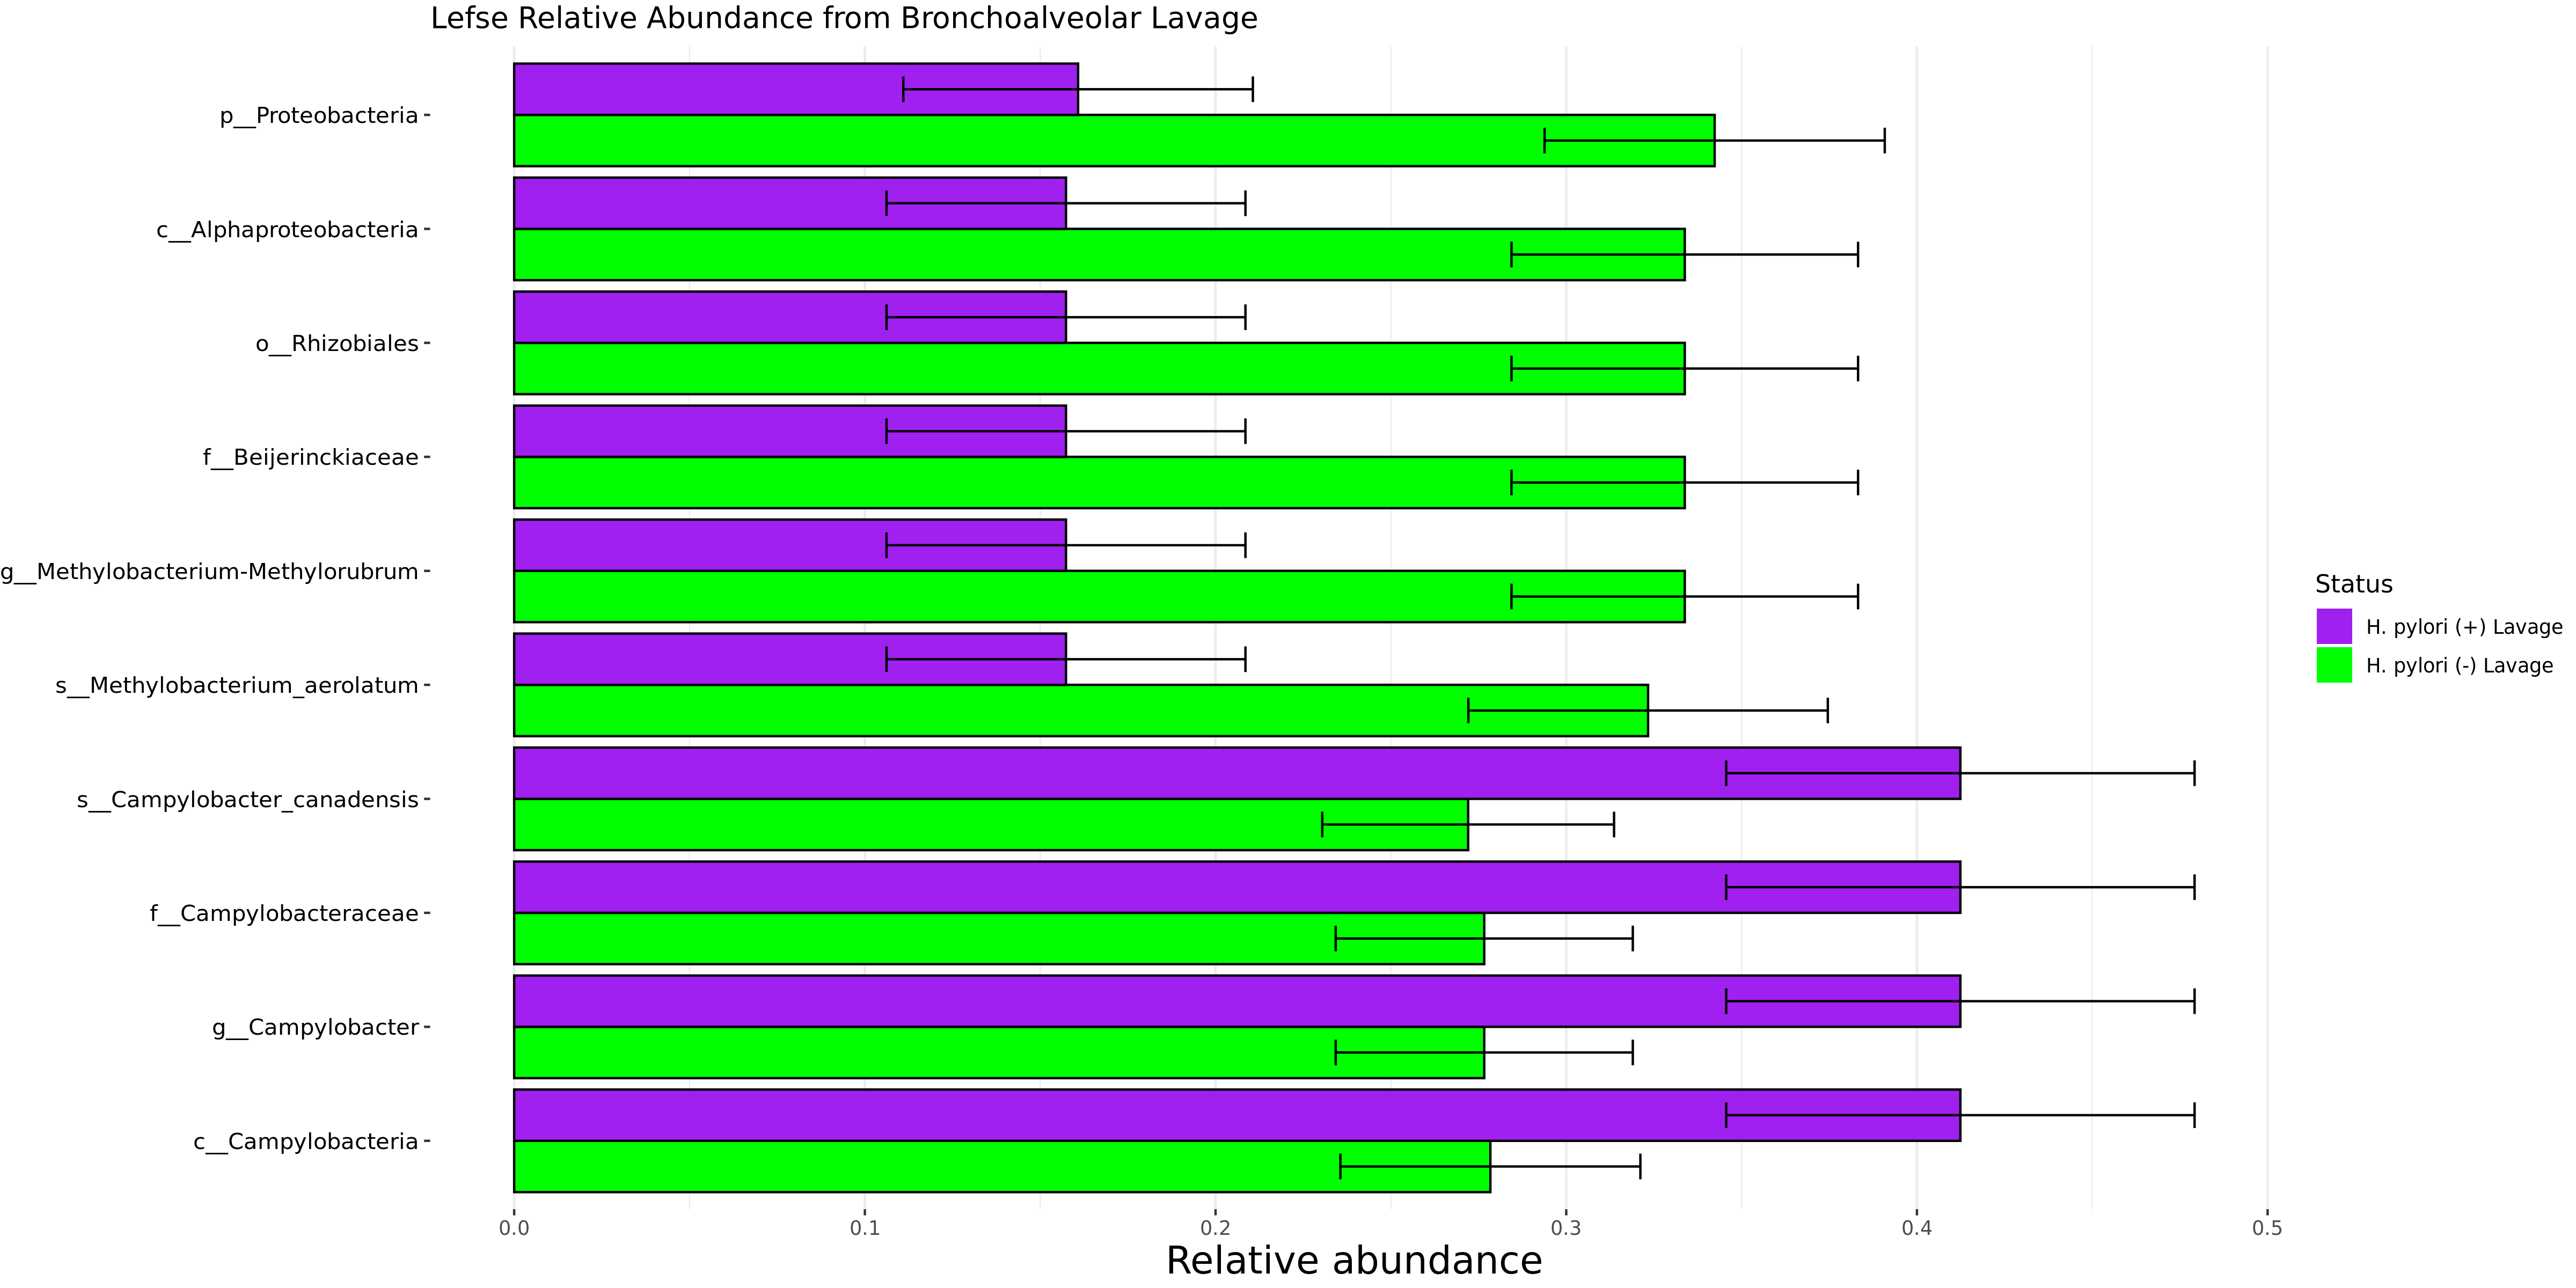 Lefse Relative Abundance from Bronchoalveolar Lavage
p__Proteobacteria
c__Alphaproteobacteria
o__Rhizobiales
f__Beijerinckiaceae
g__Methylobacterium-Methylorubrum
s__Methylobacterium_aerolatum
s__Campylobacter_canadensis
f__Campylobacteraceae
g__Campylobacter
c__Campylobacteria
0.0 0.1 0.2 0.3 0.4 0.5
Relative abundance
Status
H. pylori (+) Lavage
H. pylori (-) Lavage